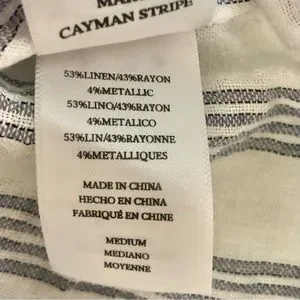 CAYMAN STRIPE
53%LINEN/43%RAYON
4%METALLIC
53%LINO/43%RAYON
4%METALICO
53%LIN/43%RAYONNE
4%METALLIQUES
MADE IN CHINA
HECHO EN CHINA
FABRIQUÉ EN CHINE
MEDIUM
MEDIANO
MOYENNE